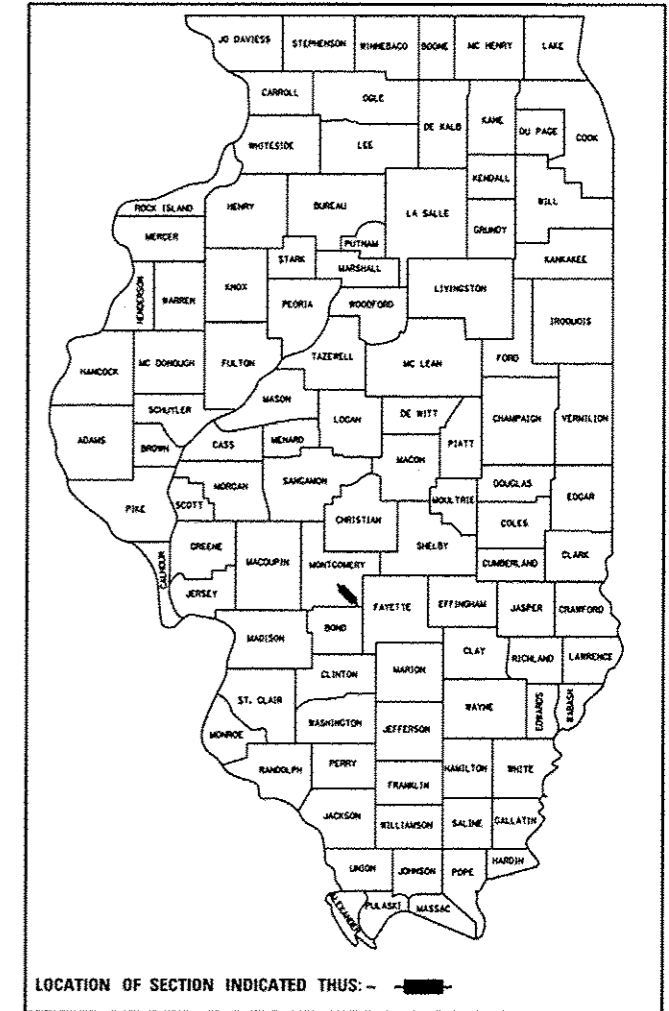 JO DAVIESS STEPHENSON WINNEBAGO BOONE MC HENRY LAKE
CARROLL OGLE DE KALB KANE DU PAGE COOK
WHITESIDE LEE
KENDALL
WILL
ROCK ISLAND HENRY BUREAU LA SALLE GRUNDY
MERCER PUTNAM KANKAKEE
STARK MARSHALL
HENDERSON WARREN KNOX PEORIA WOODFORD LIVINGSTON IROQUOIS
HANCOCK MC DONOUGH FULTON TAZEWELL MC LEAN FORD
MASON
SCHUYLER LOGAN DE WITT CHAMPAIGN VERMILION
ADAMS BROWN CASS MENARD PIATT
MACON
MORGAN SANGAMON DOUGLAS EDGAR
PIKE SCOTT MOULTRIE
CHRISTIAN COLES
GREENE MACOUPIN SHELBY
CALHOUN MONTGOMERY CUMBERLAND CLARK
JERSEY FAYETTE EFFINGHAM JASPER CRAWFORD
MADISON BOND
CLAY RICHLAND LAWRENCE
CLINTON MARION
ST. CLAIR WAYNE EDWARDS WABASH
WASHINGTON JEFFERSON
MONROE
RANDOLPH PERRY HAMILTON WHITE
FRANKLIN
JACKSON WILLIAMSON SALINE GALLATIN
UNION JOHNSON POPE HARDIN
ALEXANDER PULASKI MASSAC
LOCATION OF SECTION INDICATED THUS:-